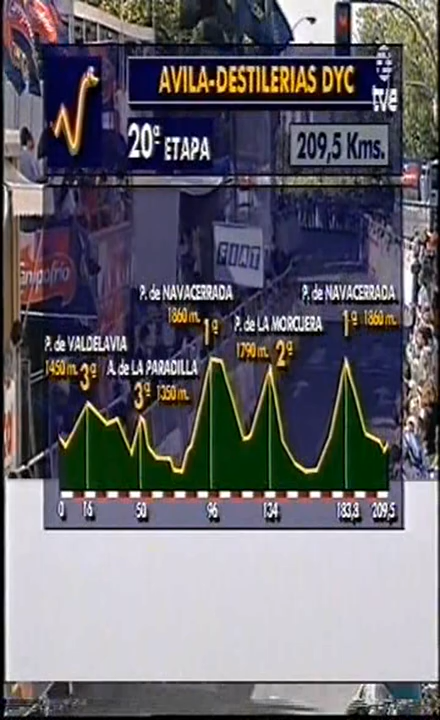 AVILA-DESTILERIAS DYC
tve
20ª ETAPA
209,5 Kms.
FIAT
P. de NAVACERRADA
1860 m. 1ª
P. de NAVACERRADA
1ª 1860 m.
P. de LA MORCUERA
1790 m. 2ª
P. de VALDELAVIA
1450 m. 3ª
A. de LA PARADILLA
3ª 1350 m.
0 16 50 96 134 183,8 209,5